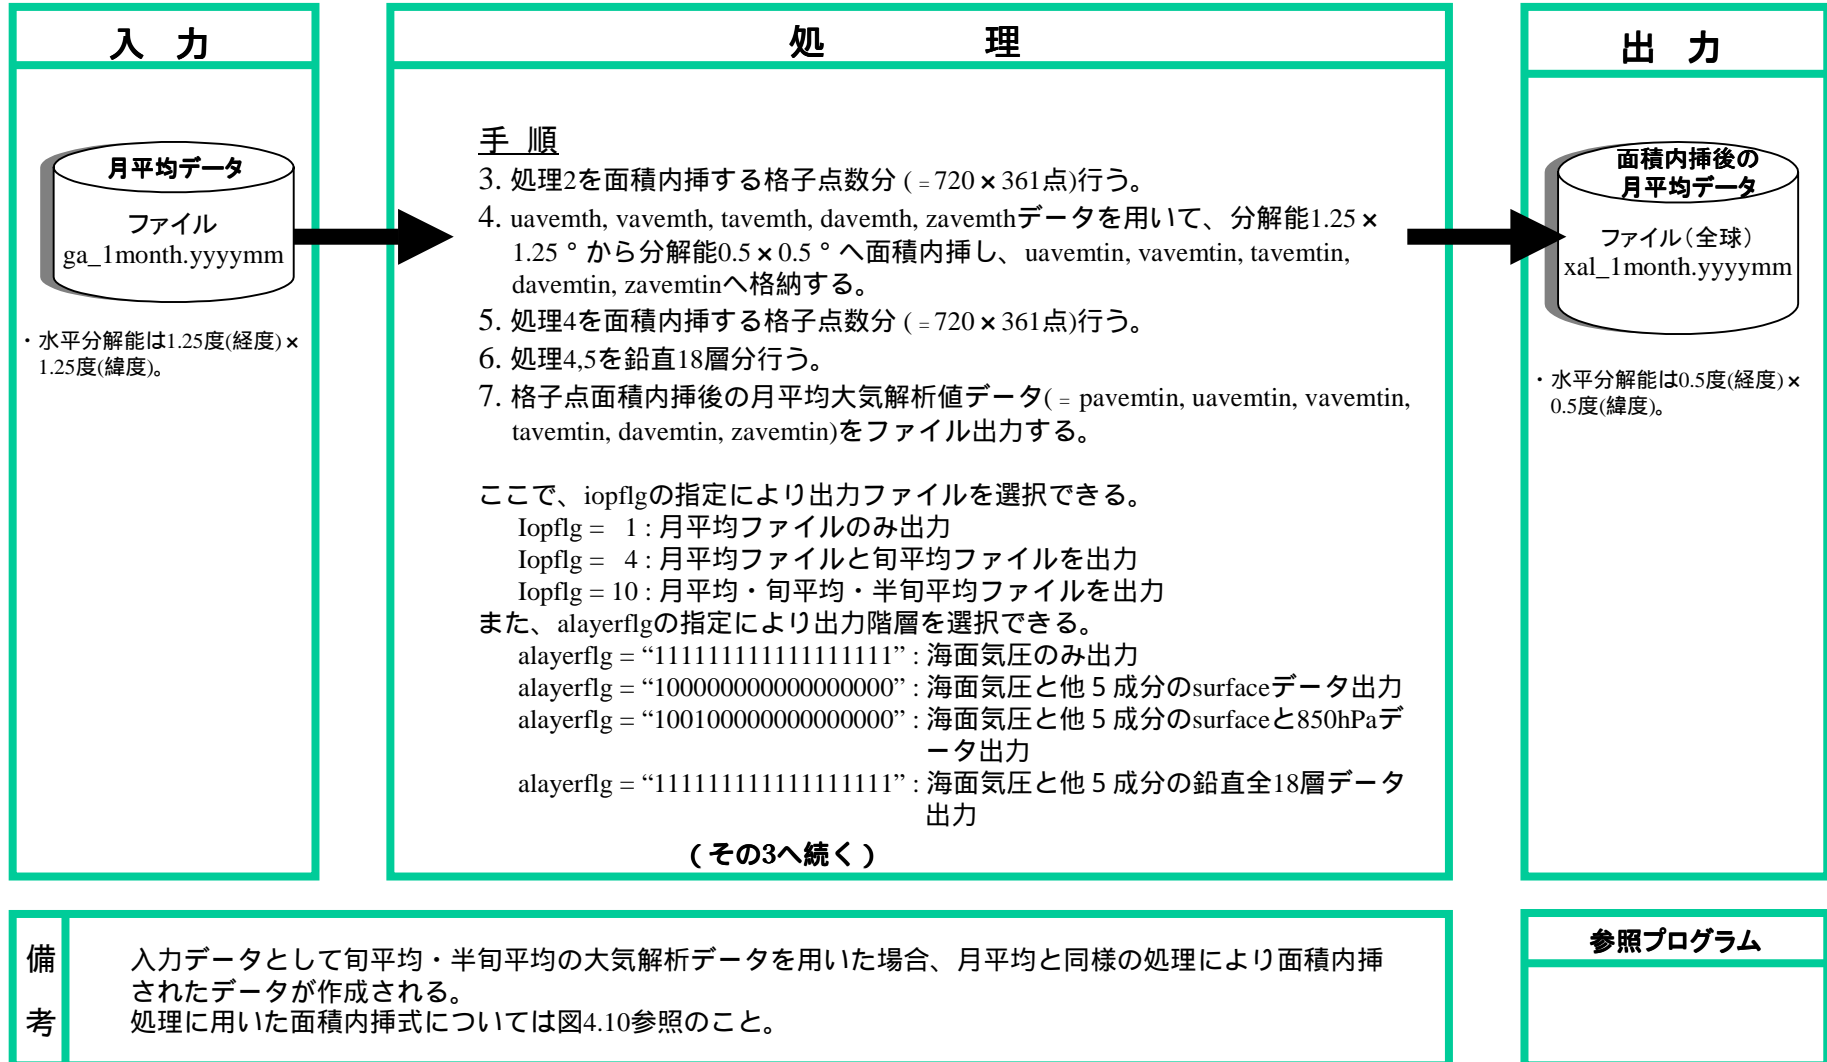 入 力
月平均データ
ファイル
ga_1month.yyyymm
・水平分解能は1.25度(経度)×
1.25度(緯度)。
処 理
手 順
3. 処理2を面積内挿する格子点数分 ( = 720 × 361点)行う。
4. uavemth, vavemth, tavemth, davemth, zavemthデータを用いて、分解能1.25 ×
1.25 ° から分解能0.5 × 0.5 ° へ面積内挿し、uavemtin, vavemtin, tavemtin,
davemtin, zavemtinへ格納する。
5. 処理4を面積内挿する格子点数分 ( = 720 × 361点)行う。
6. 処理4,5を鉛直18層分行う。
7. 格子点面積内挿後の月平均大気解析値データ( = pavemtin, uavemtin, vavemtin,
tavemtin, davemtin, zavemtin)をファイル出力する。
ここで、iopflgの指定により出力ファイルを選択できる。
Iopflg = 1 : 月平均ファイルのみ出力
Iopflg = 4 : 月平均ファイルと旬平均ファイルを出力
Iopflg = 10 : 月平均・旬平均・半旬平均ファイルを出力
また、alayerflgの指定により出力階層を選択できる。
alayerflg = “111111111111111111” : 海面気圧のみ出力
alayerflg = “100000000000000000” : 海面気圧と他５成分のsurfaceデータ出力
alayerflg = “100100000000000000” : 海面気圧と他５成分のsurfaceと850hPaデ
ータ出力
alayerflg = “111111111111111111” : 海面気圧と他５成分の鉛直全18層データ
出力
( その3へ続く )
出 力
面積内挿後の
月平均データ
ファイル（全球）
xal_1month.yyyymm
・水平分解能は0.5度(経度)×
0.5度(緯度)。
備
考
入力データとして旬平均・半旬平均の大気解析データを用いた場合、月平均と同様の処理により面積内挿
されたデータが作成される。
処理に用いた面積内挿式については図4.10参照のこと。
参照プログラム